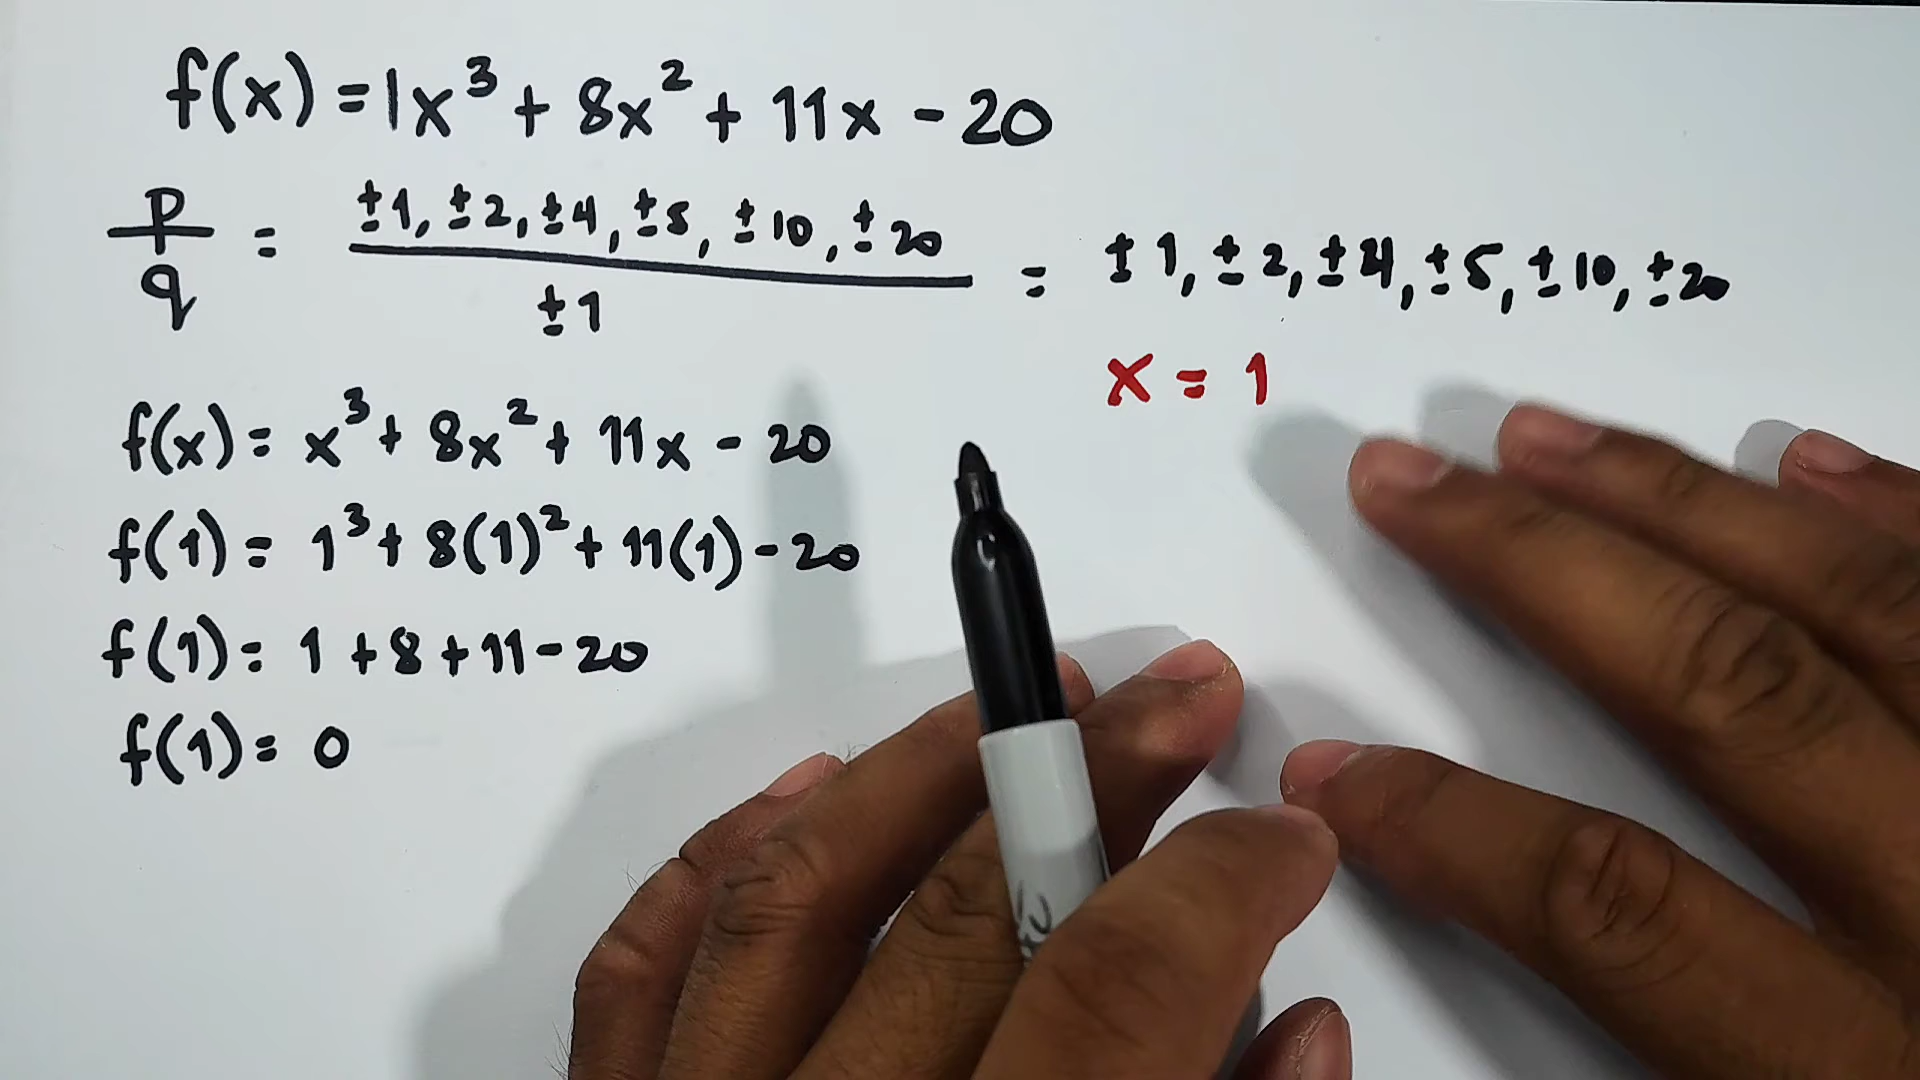 f(x) = 1x³ + 8x² + 11x - 20
p/q = ±1, ±2, ±4, ±5, ±10, ±20 / ±1 = ±1, ±2, ±4, ±5, ±10, ±20
x = 1
f(x) = x³ + 8x² + 11x - 20
f(1) = 1³ + 8(1)² + 11(1) - 20
f(1) = 1 + 8 + 11 - 20
f(1) = 0